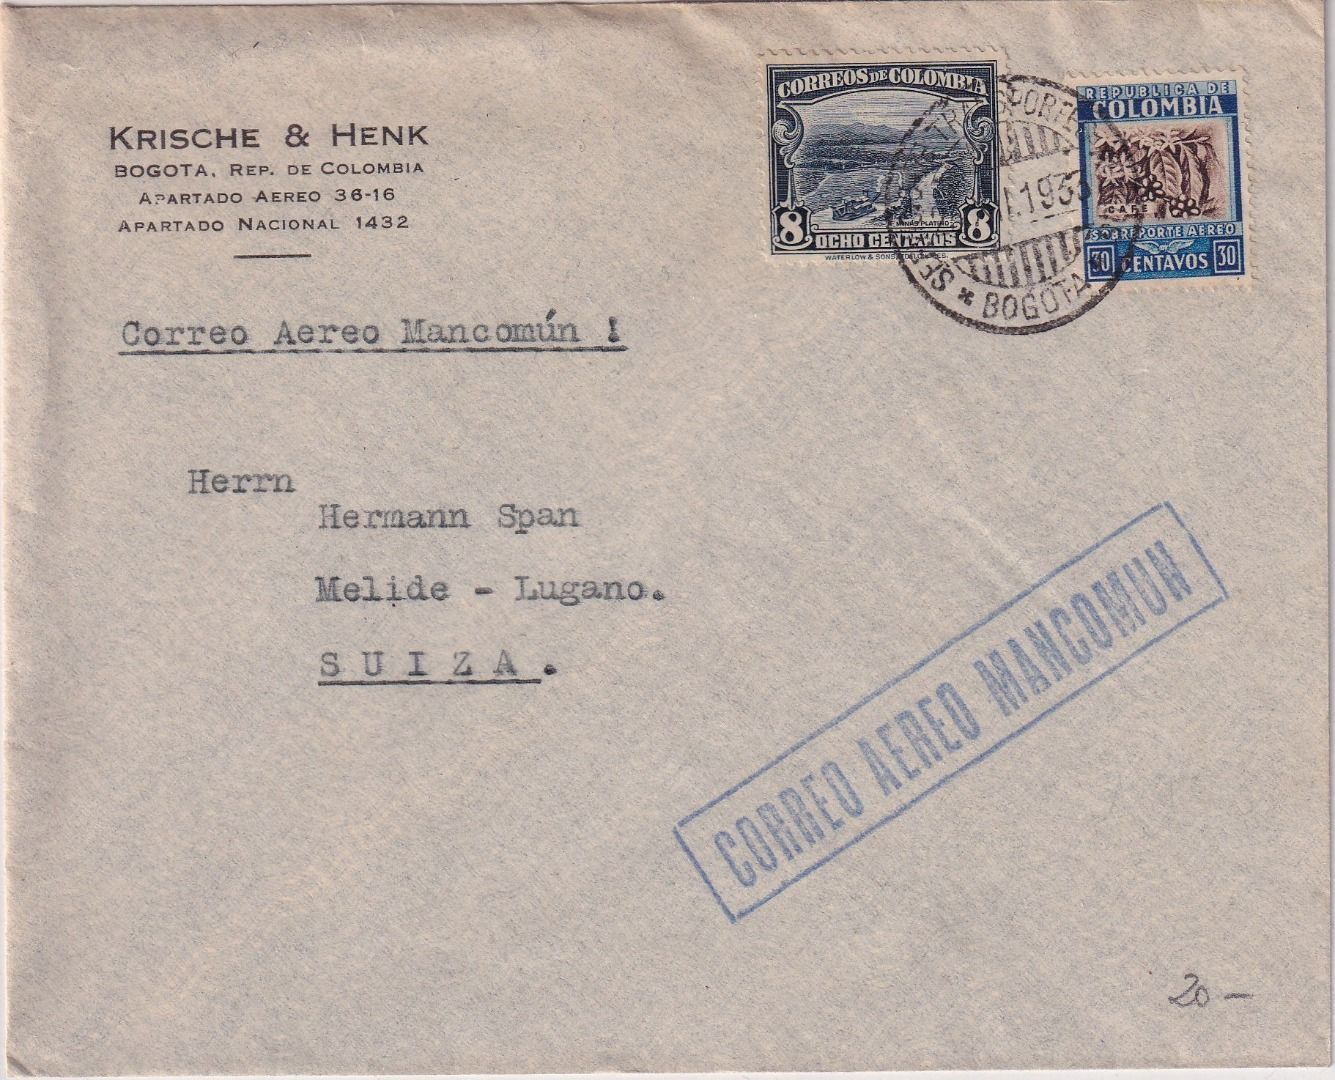 KRISCHE & HENK
BOGOTA, REP. DE COLOMBIA
APARTADO AEREO 36-16
APARTADO NACIONAL 1432
Correo Aereo Mancomún !
Herrn
Hermann Span
Melide - Lugano.
SUIZA.
CORREOS DE COLOMBIA
8 OCHO CENTAVOS 8
WATERLOW & SONS
REPUBLICA DE
COLOMBIA
CAFE
SOBREPORTE AEREO
30 CENTAVOS 30
* BOGOTA
CORREO AEREO MANCOMUN
20 —